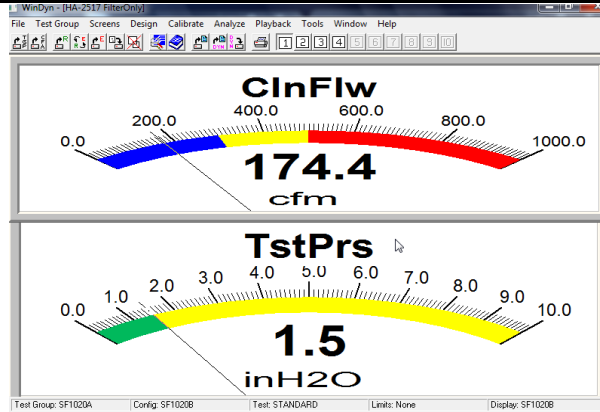 WinDyn - [HA-2517 FilterOnly]
File Test Group Screens Design Calibrate Analyze Playback Tools Window Help
1 2 3 4 5 6 7 8 9 10
ClnFlw
0.0 200.0 400.0 600.0 800.0 1000.0
174.4
cfm
TstPrs
0.0 1.0 2.0 3.0 4.0 5.0 6.0 7.0 8.0 9.0 10.0
1.5
inH2O
Test Group: SF1020A Config: SF1020B Test: STANDARD Limits: None Display: SF1020B